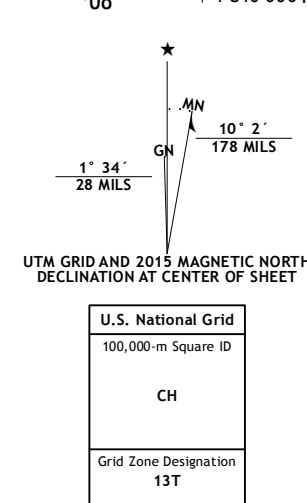 '08
★
MN
GN
10° 2´
178 MILS
1° 34´
28 MILS
UTM GRID AND 2015 MAGNETIC NORTH
DECLINATION AT CENTER OF SHEET
U.S. National Grid
100,000-m Square ID
CH
Grid Zone Designation
13T